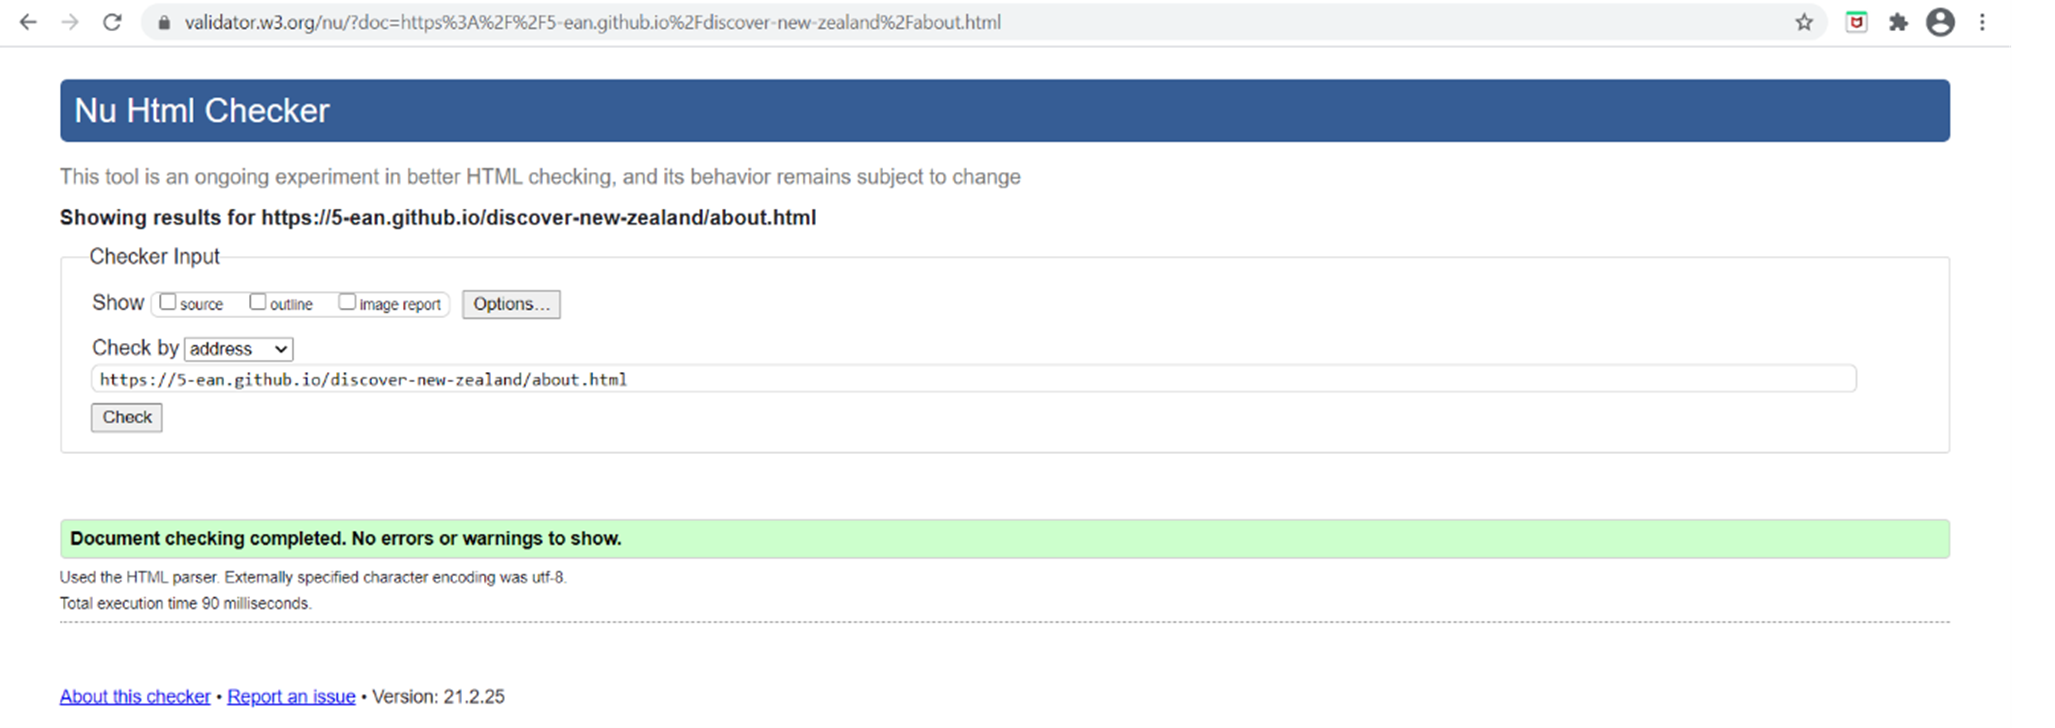 validator.w3.org/nu/?doc=https%3A%2F%2F5-ean.github.io%2Fdiscover-new-zealand%2Fabout.html
Nu Html Checker
This tool is an ongoing experiment in better HTML checking, and its behavior remains subject to change
Showing results for https://5-ean.github.io/discover-new-zealand/about.html
Checker Input
Show source outline image report Options...
Check by address
https://5-ean.github.io/discover-new-zealand/about.html
Check
Document checking completed. No errors or warnings to show.
Used the HTML parser. Externally specified character encoding was utf-8.
Total execution time 90 milliseconds.
About this checker • Report an issue • Version: 21.2.25